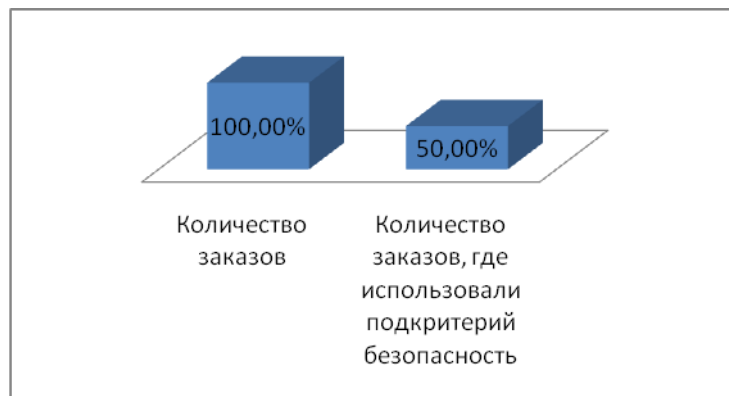 100,00%
50,00%
Количество
заказов
Количество
заказов, где
использовали
подкритерий
безопасность